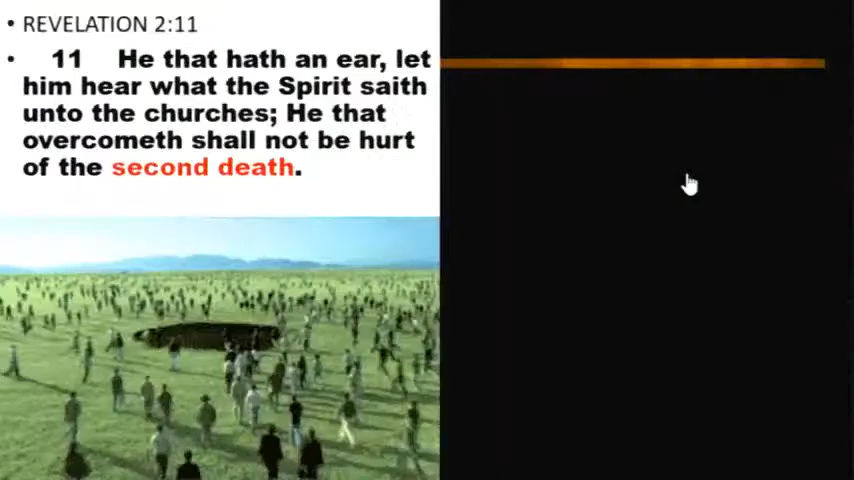 • REVELATION 2:11
• 11 He that hath an ear, let
him hear what the Spirit saith
unto the churches; He that
overcometh shall not be hurt
of the second death.